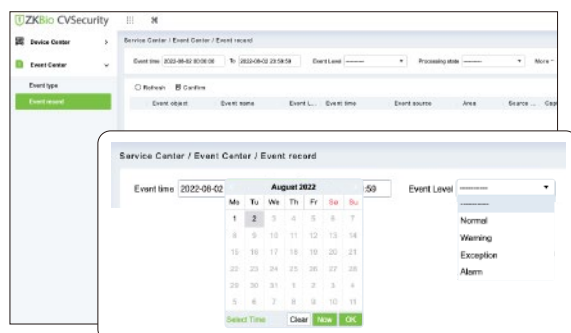 ZKBio CVSecurity
Device Center
Service Center / Event Center / Event record
Event Center
Event time 2022-08-02 00:00:00 To 2022-08-02 23:59:59 Event Level ---------- Processing state ---------- More
Event type
Refresh Confirm
Event record
Event object Event name Event L... Event time Event source Area Source ...
Service Center / Event Center / Event record
Event time 2022-08-02 :59 Event Level ----------
August 2022
Mo Tu We Th Fr Sa Su
1 2 3 4 5 6 7
8 9 10 11 12 13 14
15 16 17 18 19 20 21
22 23 24 25 26 27 28
29 30 31 1 2 3 4
5 6 7 8 9 10 11
Select Time Clear Now OK
----------
Normal
Warning
Exception
Alarm